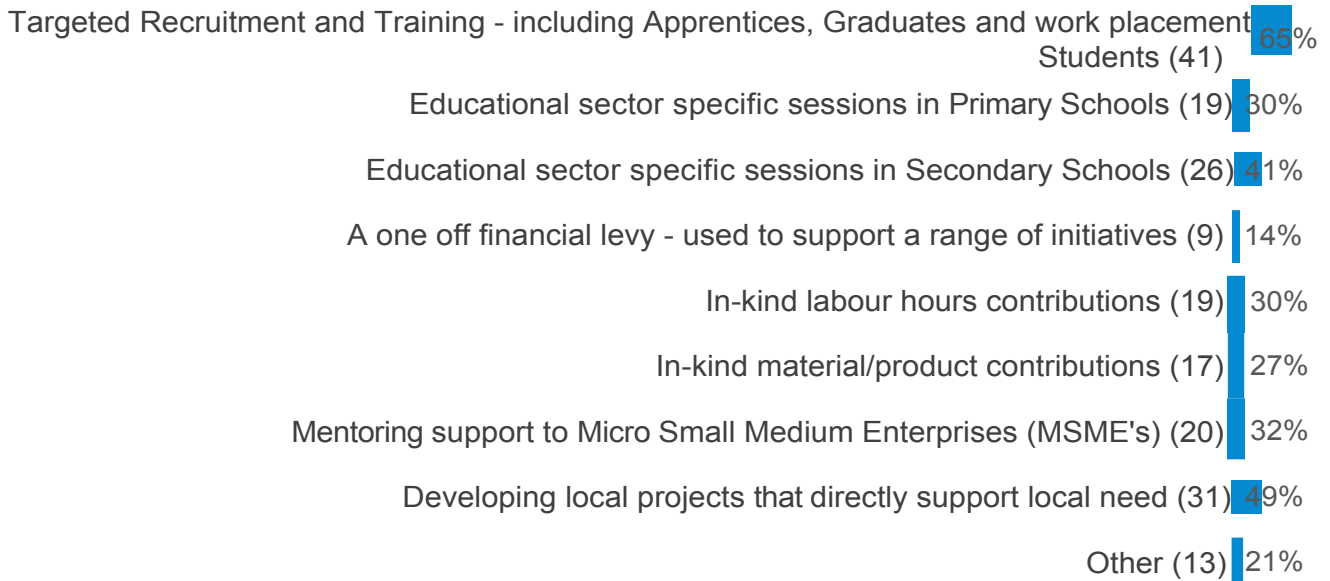 Targeted Recruitment and Training - including Apprentices, Graduates and work placement 65%
Students (41)
Educational sector specific sessions in Primary Schools (19) 30%
Educational sector specific sessions in Secondary Schools (26) 41%
A one off financial levy - used to support a range of initiatives (9) 14%
In-kind labour hours contributions (19) 30%
In-kind material/product contributions (17) 27%
Mentoring support to Micro Small Medium Enterprises (MSME's) (20) 32%
Developing local projects that directly support local need (31) 49%
Other (13) 21%